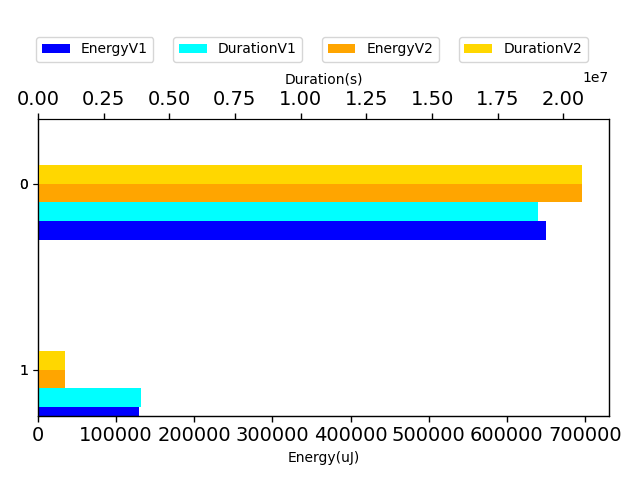 EnergyV1 DurationV1 EnergyV2 DurationV2
Duration(s)
1e7
0.00 0.25 0.50 0.75 1.00 1.25 1.50 1.75 2.00
0
1
0 100000 200000 300000 400000 500000 600000 700000
Energy(uJ)